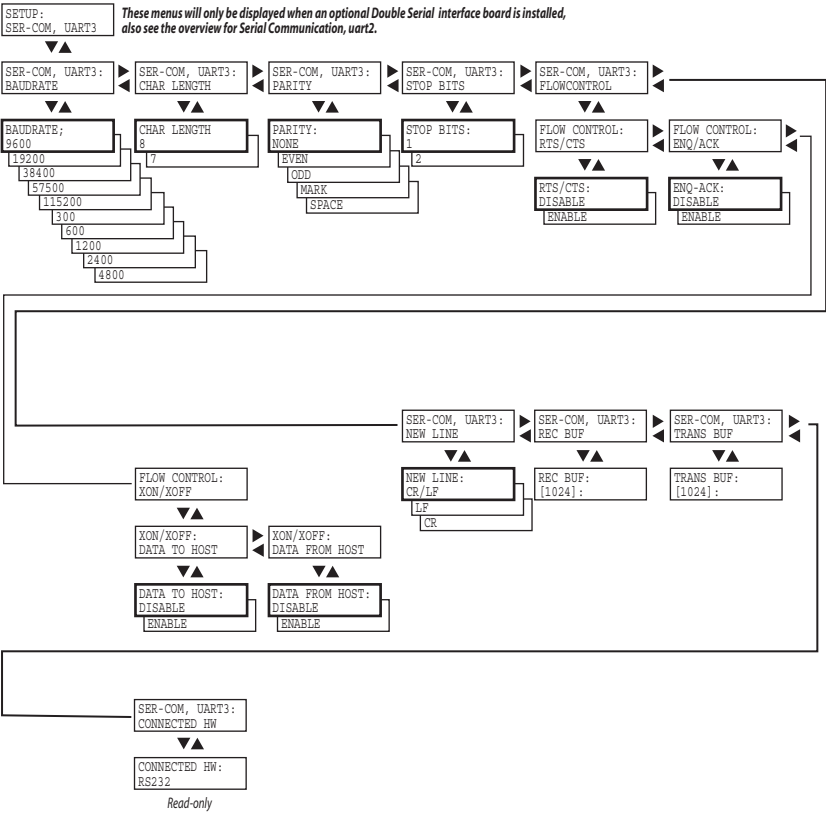 SETUP:
SER-COM, UART3
These menus will only be displayed when an optional Double Serial interface board is installed,
also see the overview for Serial Communication, uart2.
SER-COM, UART3:
BAUDRATE
SER-COM, UART3:
CHAR LENGTH
SER-COM, UART3:
PARITY
SER-COM, UART3:
STOP BITS
SER-COM, UART3:
FLOWCONTROL
BAUDRATE;
9600
19200
38400
57500
115200
300
600
1200
2400
4800
CHAR LENGTH
8
7
PARITY:
NONE
EVEN
ODD
MARK
SPACE
STOP BITS:
1
2
FLOW CONTROL:
RTS/CTS
FLOW CONTROL:
ENQ/ACK
RTS/CTS:
DISABLE
ENABLE
ENQ-ACK:
DISABLE
ENABLE
SER-COM, UART3:
NEW LINE
SER-COM, UART3:
REC BUF
SER-COM, UART3:
TRANS BUF
NEW LINE:
CR/LF
LF
CR
REC BUF:
[1024]:
TRANS BUF:
[1024]:
FLOW CONTROL:
XON/XOFF
XON/XOFF:
DATA TO HOST
XON/XOFF:
DATA FROM HOST
DATA TO HOST:
DISABLE
ENABLE
DATA FROM HOST:
DISABLE
ENABLE
SER-COM, UART3:
CONNECTED HW
CONNECTED HW:
RS232
Read-only